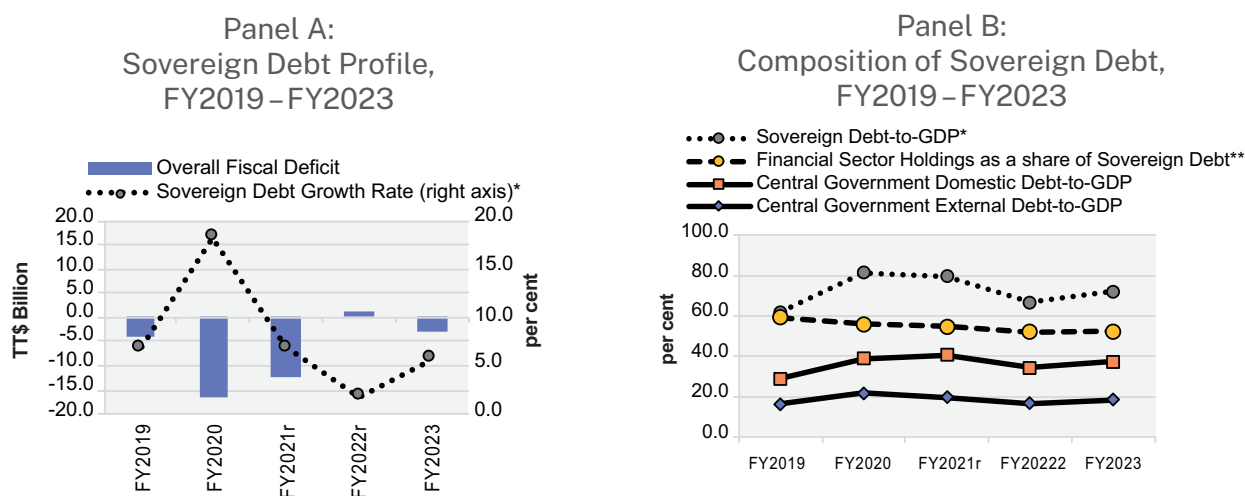 Panel A:
Sovereign Debt Profile,
FY2019–FY2023
Overall Fiscal Deficit
Sovereign Debt Growth Rate (right axis)*
TT$ Billion
20.0
15.0
10.0
5.0
0.0
-5.0
-10.0
-15.0
-20.0
20.0
15.0
10.0
5.0
0.0
per cent
FY2019
FY2020
FY2021r
FY2022r
FY2023
Panel B:
Composition of Sovereign Debt,
FY2019–FY2023
Sovereign Debt-to-GDP*
Financial Sector Holdings as a share of Sovereign Debt**
Central Government Domestic Debt-to-GDP
Central Government External Debt-to-GDP
per cent
100.0
80.0
60.0
40.0
20.0
0.0
FY2019
FY2020
FY2021r
FY20222
FY2023